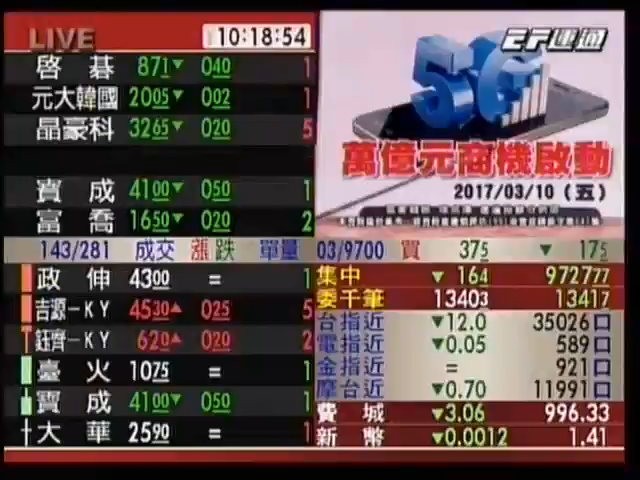 LIVE 10:18:54
啓碁 871▼ 040 1
元大韓國 2005▼ 002 1
晶豪科 3265▼ 020 5
寶成 4100▼ 050 1
富喬 1650▼ 020 2
143/281 成交 漲跌 單量
政伸 4300 = 1
吉源-KY 4530▲ 025 5
鈺齊-KY 620▲ 020 2
臺火 1075 = 1
寶成 4100▼ 050 1
大華 2590 = 1
5G
萬億元商機啟動
2017/03/10 (五)
03/9700 買 375 ▼ 175
集中 ▼ 164 972777
委千筆 13403 13417
台指近 ▼12.0 35026口
電指近 ▼0.05 589口
金指近 = 921口
摩台近 ▼0.70 11991口
費城 ▼3.06 996.33
新幣 ▼0.0012 1.41